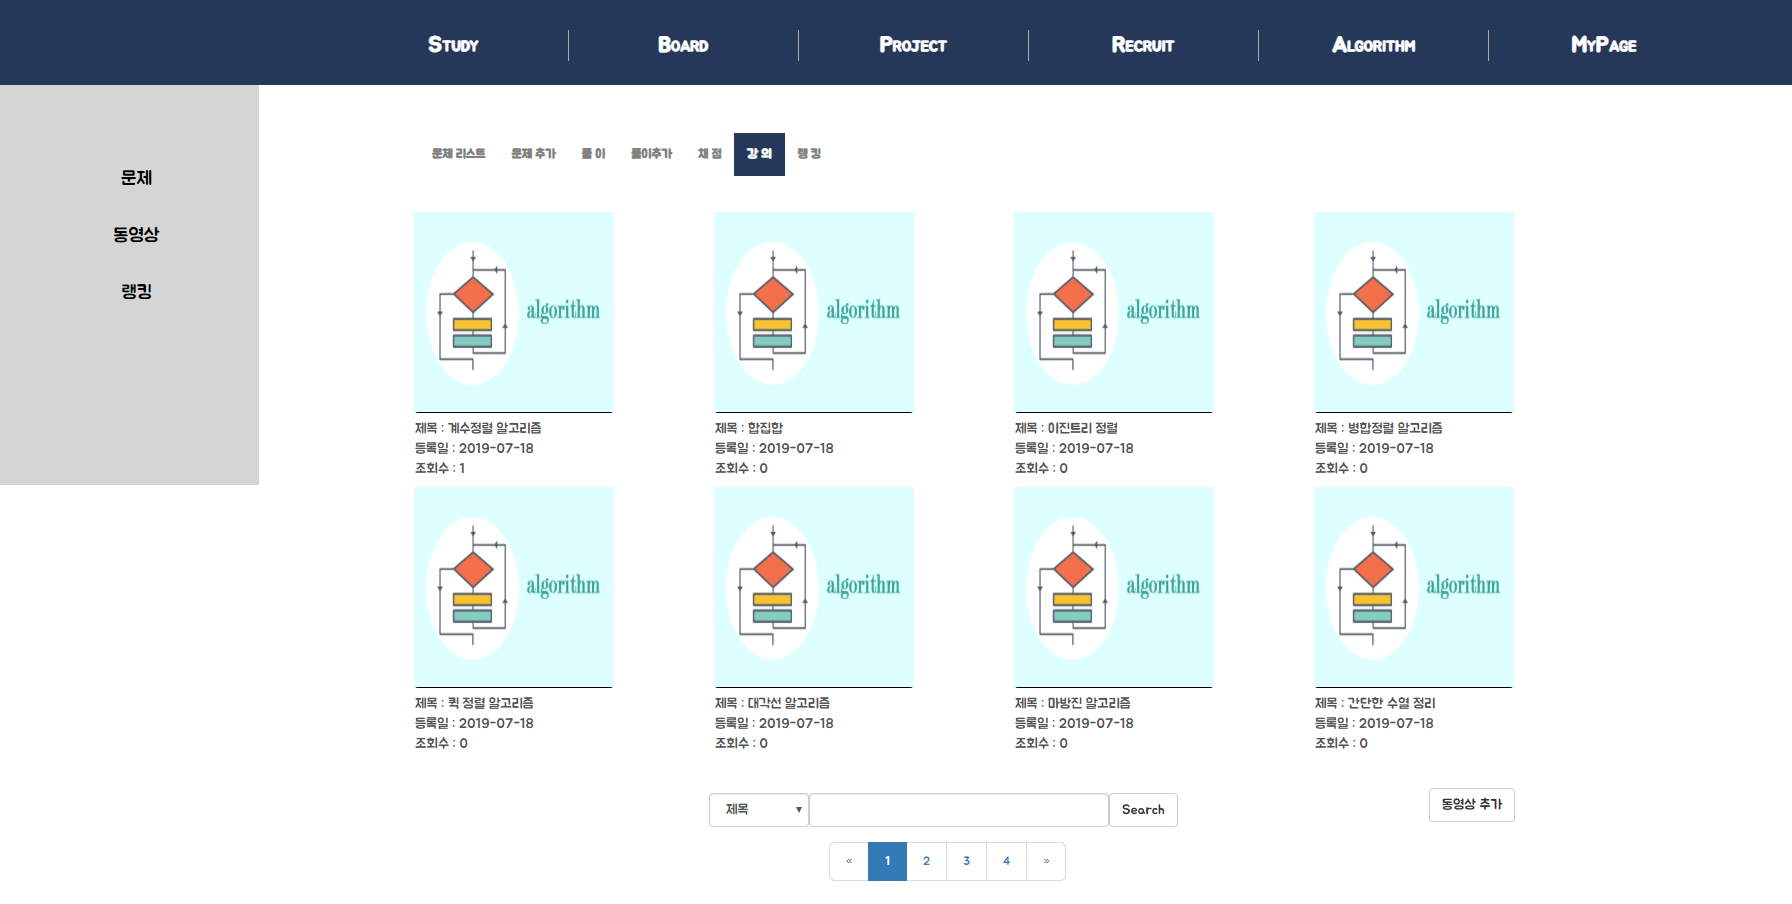 Study Board Project Recruit Algorithm MyPage
문제
동영상
랭킹
문제 리스트 문제 추가 풀 이 풀이추가 채 점 강 의 랭 킹
algorithm algorithm algorithm algorithm
제목 : 계수정렬 알고리즘 제목 : 합집합 제목 : 이진트리 정렬 제목 : 병합정렬 알고리즘
등록일 : 2019-07-18 등록일 : 2019-07-18 등록일 : 2019-07-18 등록일 : 2019-07-18
조회수 : 1 조회수 : 0 조회수 : 0 조회수 : 0
algorithm algorithm algorithm algorithm
제목 : 퀵 정렬 알고리즘 제목 : 대각선 알고리즘 제목 : 마방진 알고리즘 제목 : 간단한 수열 정리
등록일 : 2019-07-18 등록일 : 2019-07-18 등록일 : 2019-07-18 등록일 : 2019-07-18
조회수 : 0 조회수 : 0 조회수 : 0 조회수 : 0
제목 Search 동영상 추가
« 1 2 3 4 »